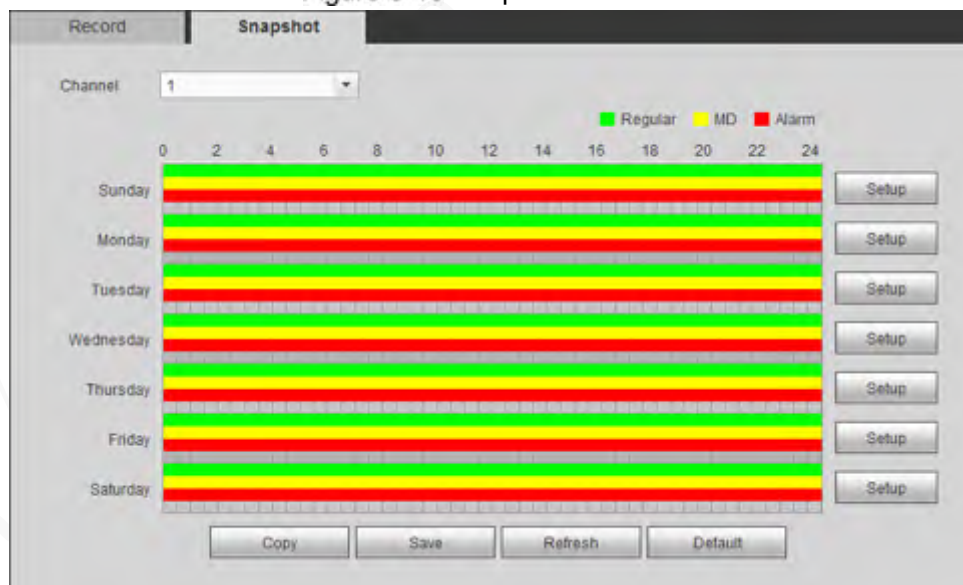 Record Snapshot
Channel 1
Regular MD Alarm
0 2 4 6 8 10 12 14 16 18 20 22 24
Sunday Setup
Monday Setup
Tuesday Setup
Wednesday Setup
Thursday Setup
Friday Setup
Saturday Setup
Copy Save Refresh Default